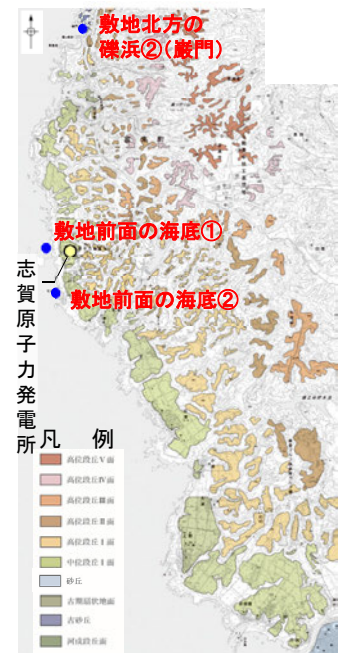 敷地北方の
礫浜②(巌門)
敷地前面の海底①
敷地前面の海底②
志賀原子力発電所
凡 例
高位段丘Ⅴ面
高位段丘Ⅳ面
高位段丘Ⅲ面
高位段丘Ⅱ面
高位段丘Ⅰ面
中位段丘Ⅰ面
砂丘
古期扇状地面
古砂丘
河成段丘面